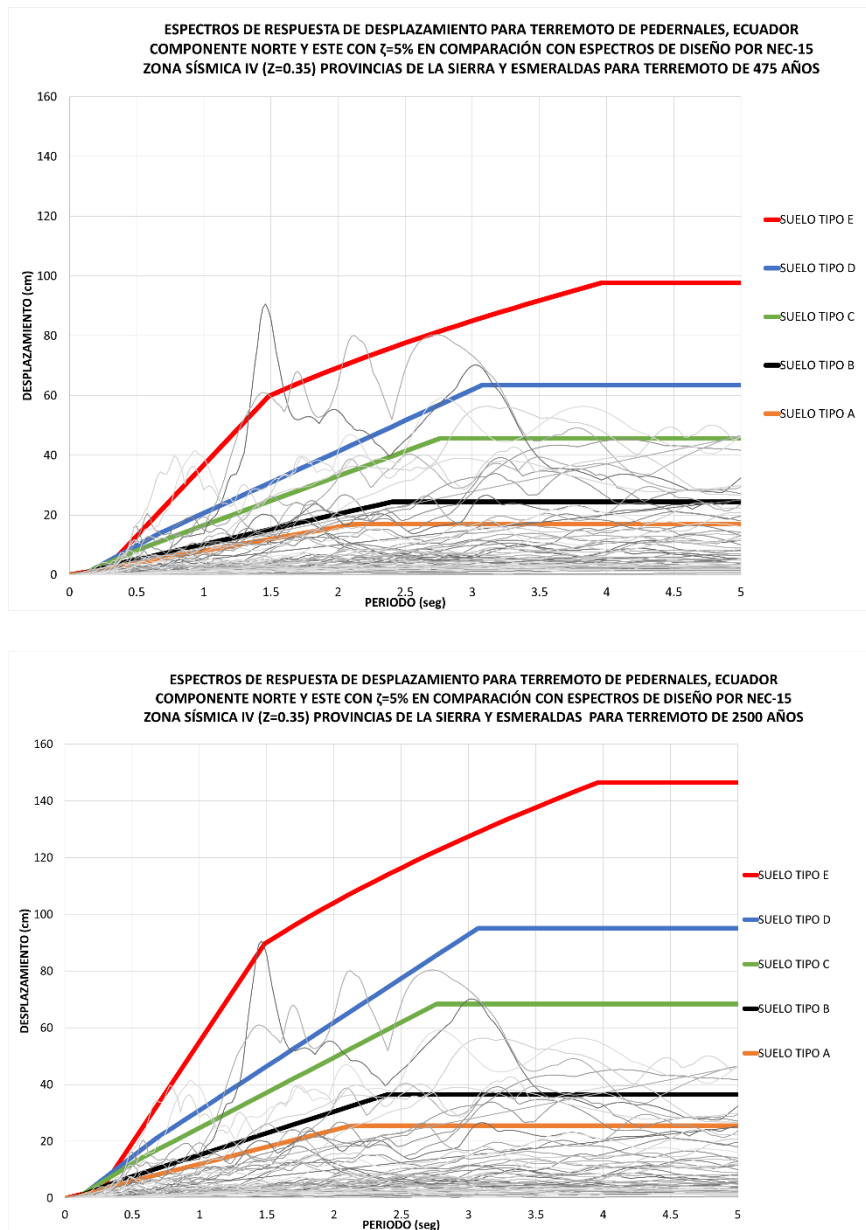 ESPECTROS DE RESPUESTA DE DESPLAZAMIENTO PARA TERREMOTO DE PEDERNALES, ECUADOR
COMPONENTE NORTE Y ESTE CON ζ=5% EN COMPARACIÓN CON ESPECTROS DE DISEÑO POR NEC-15
ZONA SÍSMICA IV (Z=0.35) PROVINCIAS DE LA SIERRA Y ESMERALDAS PARA TERREMOTO DE 475 AÑOS
160
140
120
100
80
60
40
20
0
DESPLAZAMIENTO (cm)
0 0.5 1 1.5 2 2.5 3 3.5 4 4.5 5
PERIODO (seg)
SUELO TIPO E
SUELO TIPO D
SUELO TIPO C
SUELO TIPO B
SUELO TIPO A
ESPECTROS DE RESPUESTA DE DESPLAZAMIENTO PARA TERREMOTO DE PEDERNALES, ECUADOR
COMPONENTE NORTE Y ESTE CON ζ=5% EN COMPARACIÓN CON ESPECTROS DE DISEÑO POR NEC-15
ZONA SÍSMICA IV (Z=0.35) PROVINCIAS DE LA SIERRA Y ESMERALDAS PARA TERREMOTO DE 2500 AÑOS
160
140
120
100
80
60
40
20
0
DESPLAZAMIENTO (cm)
0 0.5 1 1.5 2 2.5 3 3.5 4 4.5 5
PERIODO (seg)
SUELO TIPO E
SUELO TIPO D
SUELO TIPO C
SUELO TIPO B
SUELO TIPO A